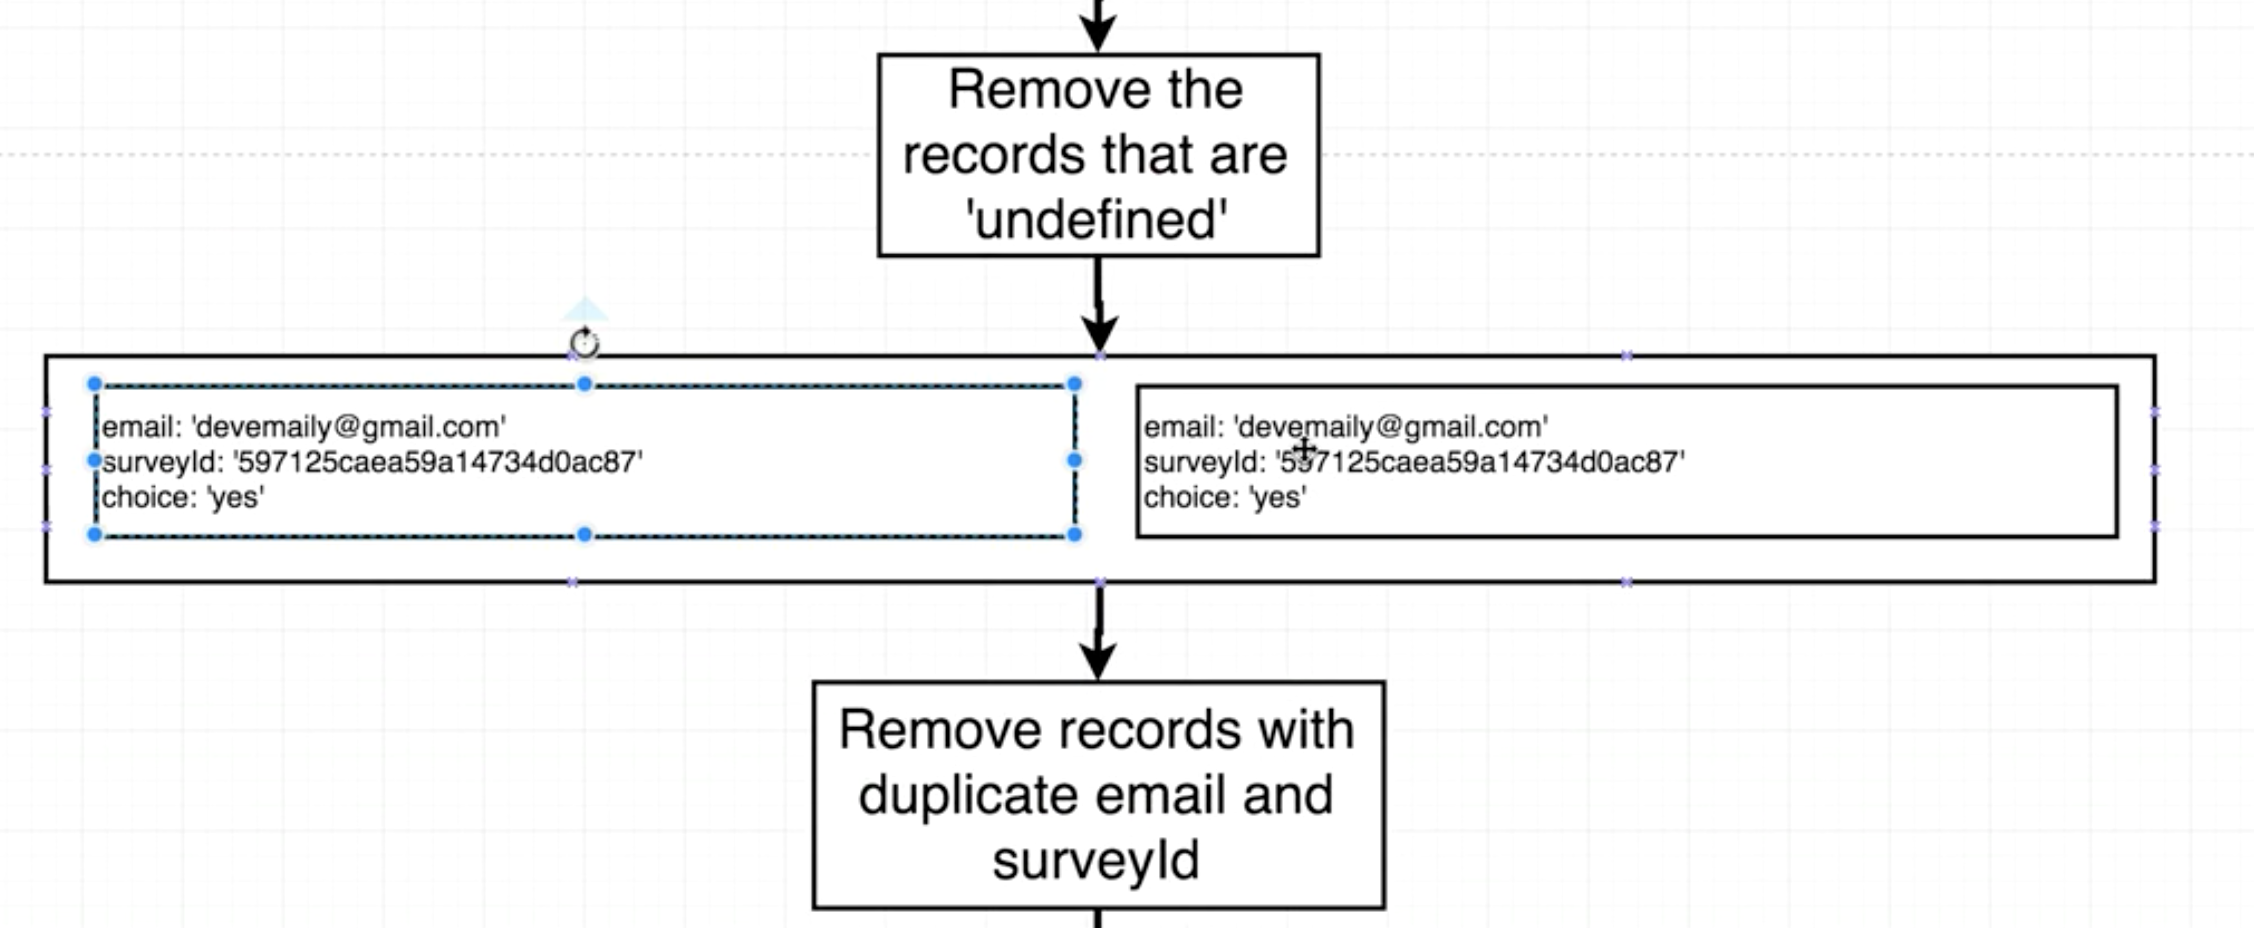 Remove the
records that are
'undefined'
email: 'devemaily@gmail.com'
surveyId: '597125caea59a14734d0ac87'
choice: 'yes'
email: 'devemaily@gmail.com'
surveyId: '597125caea59a14734d0ac87'
choice: 'yes'
Remove records with
duplicate email and
surveyId